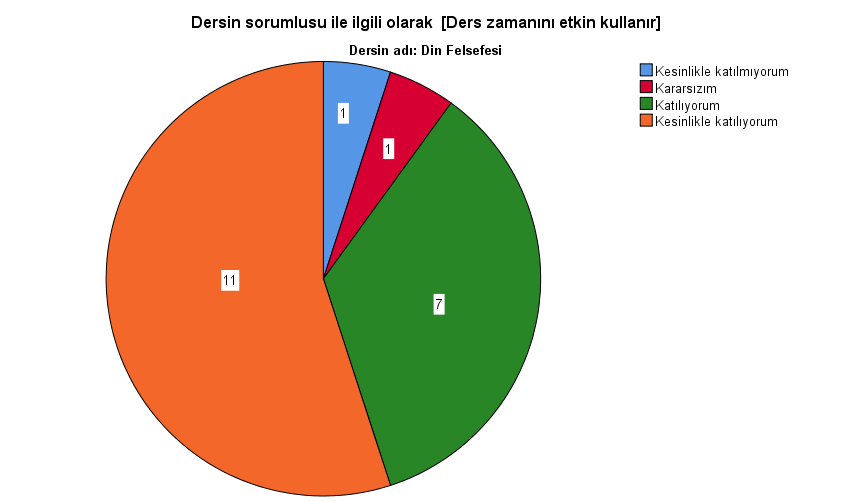 Dersin sorumlusu ile ilgili olarak  [Ders zamanını etkin kullanır]
Dersin adı: Din Felsefesi
Kesinlikle katılmıyorum
Kararsızım
Katılıyorum
Kesinlikle katılıyorum
1
1
11
7